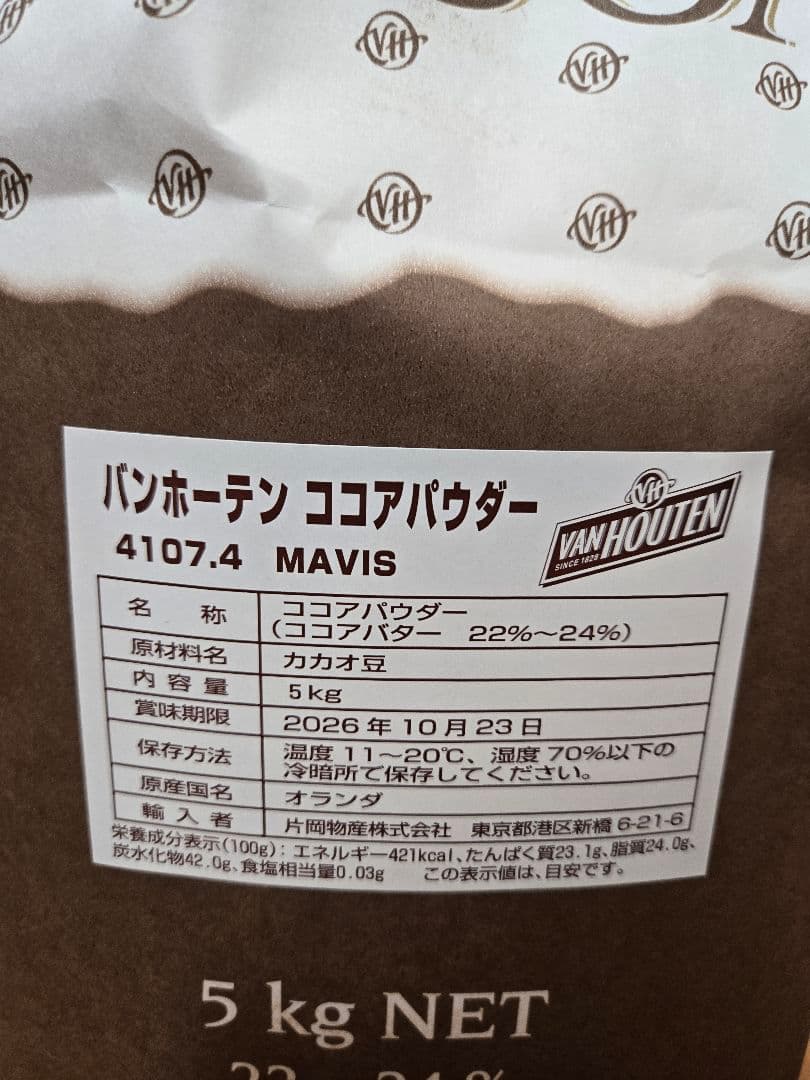 VH
VH
VH
VH
VH
VH
VH
VH
バンホーテン ココアパウダー
4107.4 MAVIS
VH
VAN HOUTEN
SINCE 1828
名 称 ココアパウダー
(ココアバター 22%~24%)
原材料名 カカオ豆
内容量 5kg
賞味期限 2026年10月23日
保存方法 温度 11~20℃、湿度 70%以下の
冷暗所で保存してください。
原産国名 オランダ
輸入者 片岡物産株式会社 東京都港区新橋 6-21-6
栄養成分表示(100g): エネルギー421kcal、たんぱく質23.1g、脂質24.0g、
炭水化物42.0g、食塩相当量0.03g この表示値は、目安です。
5 kg NET